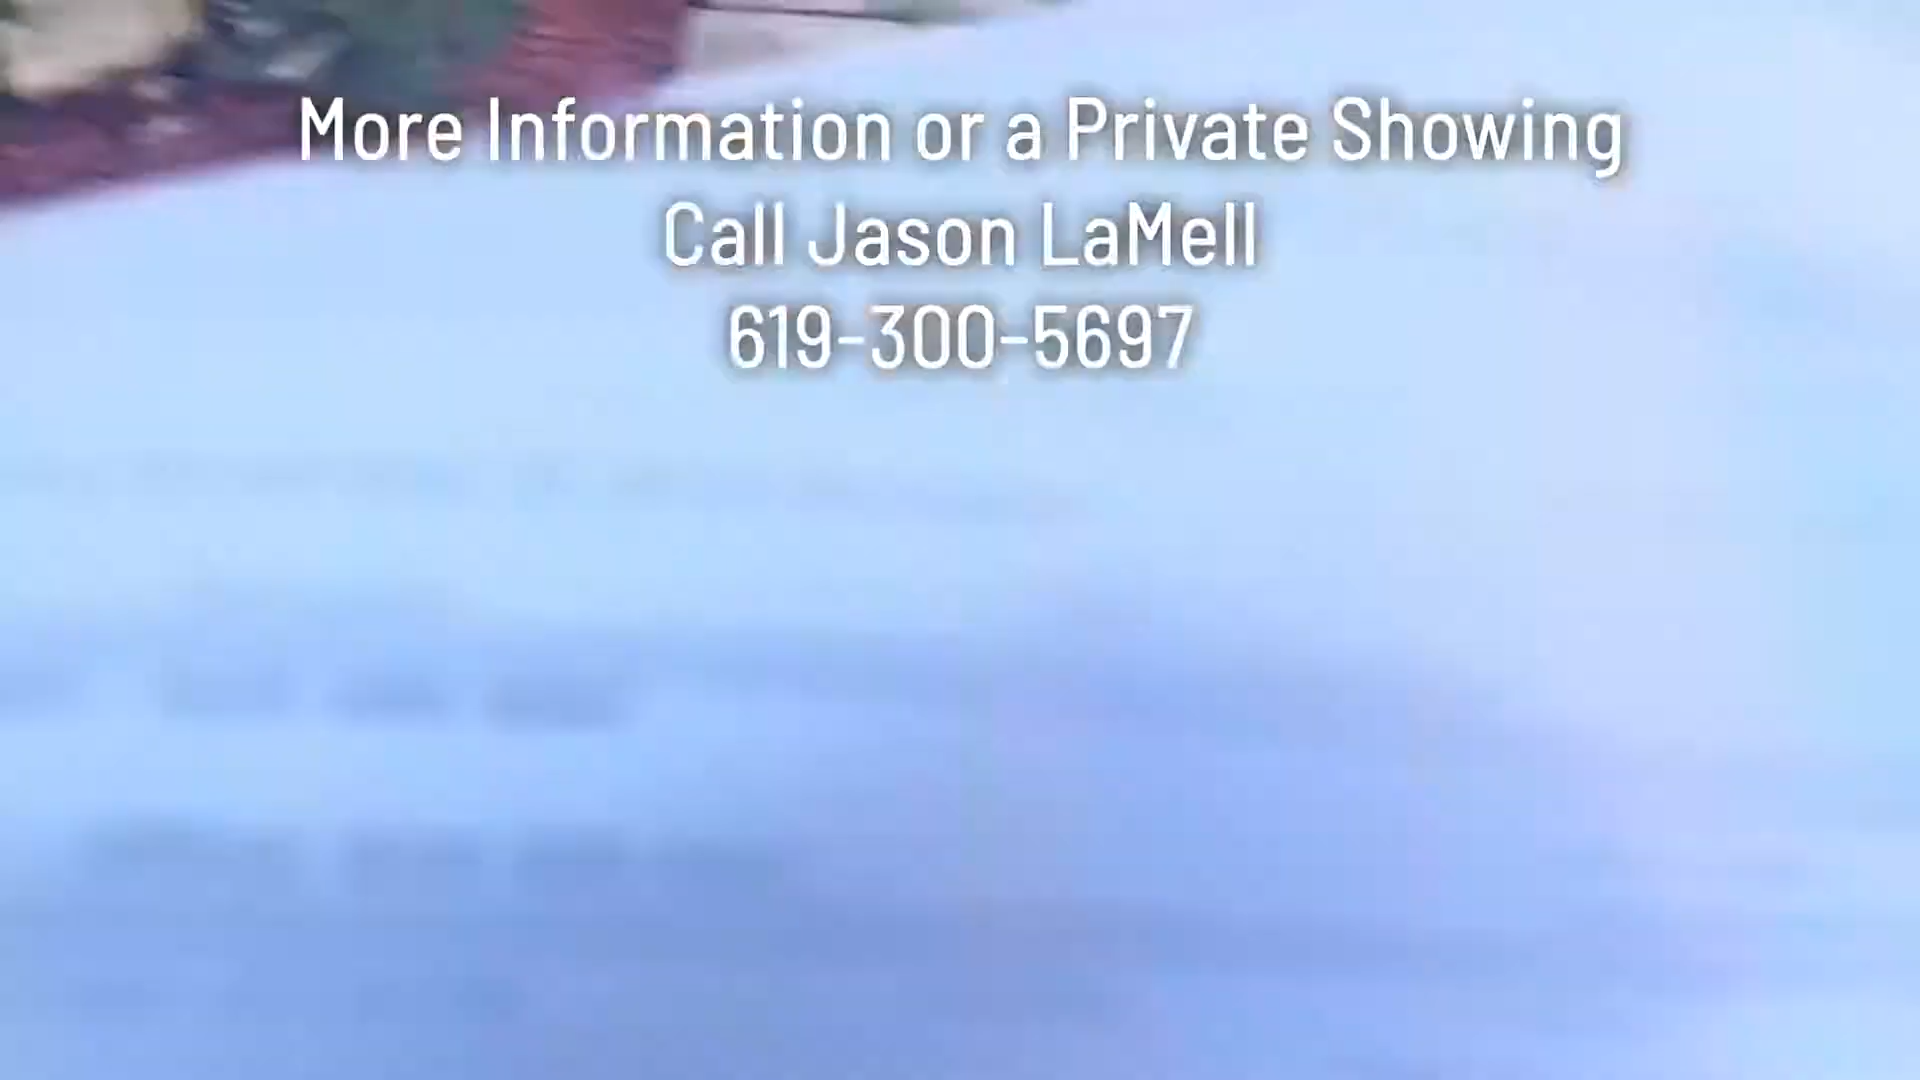 More Information or a Private Showing
Call Jason LaMell
619-300-5697